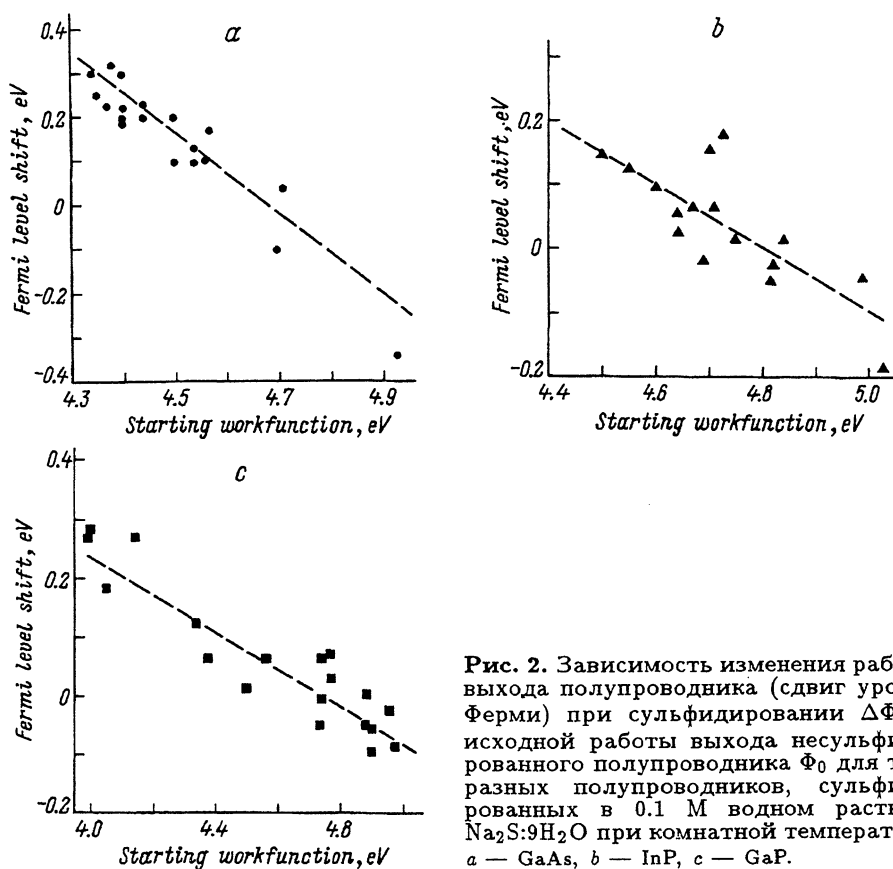 a
b
0.4
0.2
0
-0.2
-0.4
Fermi level shift, eV
4.3
4.5
4.7
4.9
Starting workfunction, eV
0.2
0
-0.2
Fermi level shift, eV
4.4
4.6
4.8
5.0
Starting workfunction, eV
c
0.4
0.2
0
-0.2
Fermi level shift, eV
4.0
4.4
4.8
Starting workfunction, eV
Рис. 2. Зависимость изменения раб
выхода полупроводника (сдвиг уро
Ферми) при сульфидировании ΔΦ
исходной работы выхода несульфи
рованного полупроводника Φ₀ для т
разных полупроводников, сульфи
рованных в 0.1 М водном раств
Na₂S:9H₂O при комнатной температ
a — GaAs, b — InP, c — GaP.